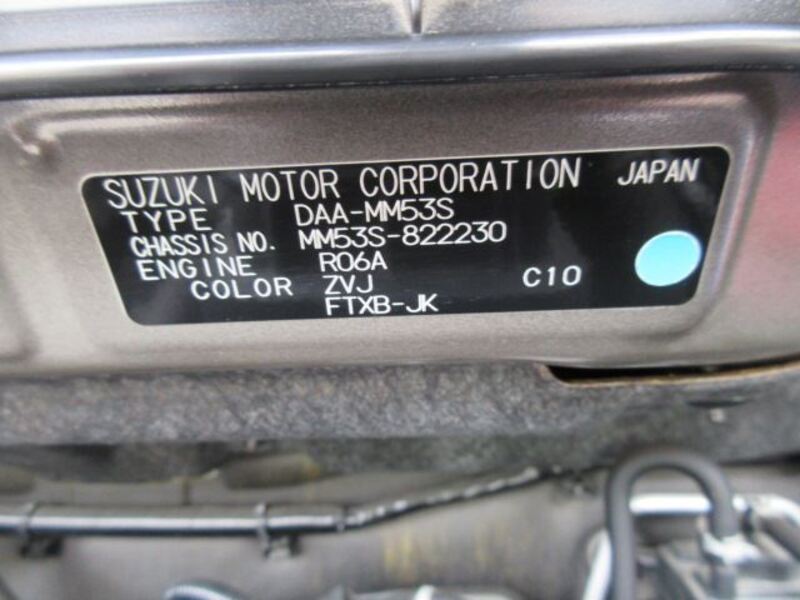 SUZUKI MOTOR CORPORATION JAPAN
TYPE DAA-MM53S
CHASSIS NO. MM53S-822230
ENGINE R06A
COLOR ZVJ C10
FTXB-JK